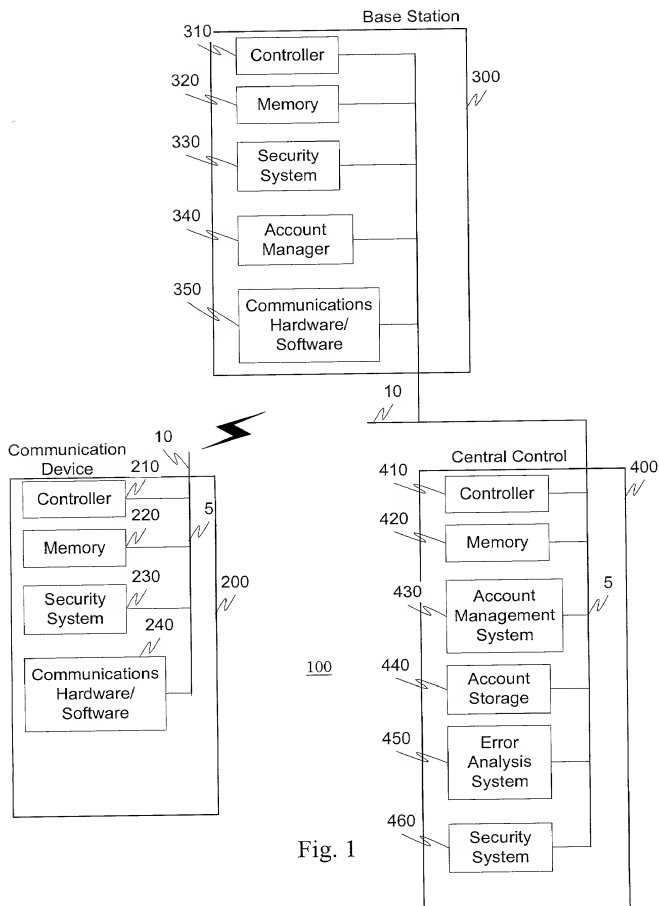 Base Station
310
Controller
320
Memory
300
330
Security
System
340
Account
Manager
350
Communications
Hardware/
Software
10
Communication
Device
10
210
Controller
220
5
Memory
230
Security
System
200
240
Communications
Hardware/
Software
100
Central Control
410
400
Controller
420
Memory
430
5
Account
Management
System
440
Account
Storage
450
Error
Analysis
System
460
Security
System
Fig. 1